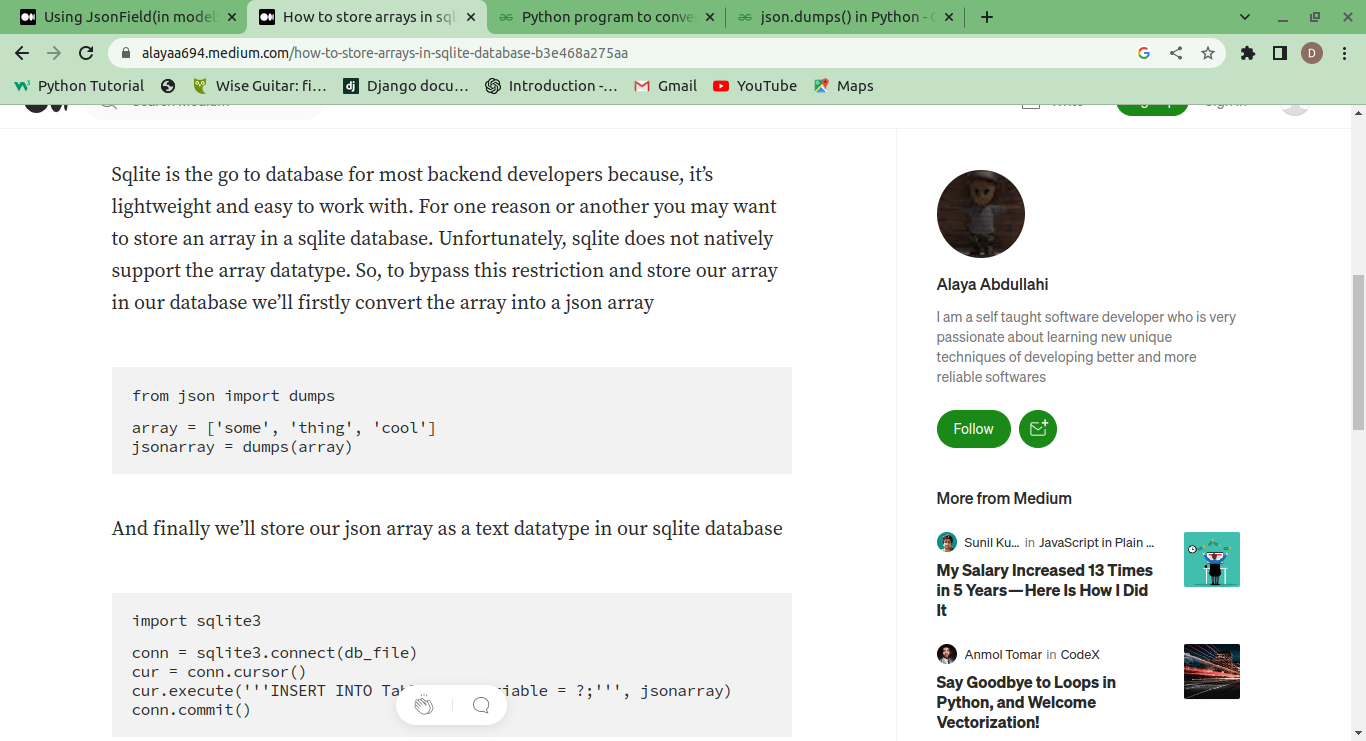 Using JsonField(in model
How to store arrays in sql
Python program to conve
json.dumps() in Python -
alayaa694.medium.com/how-to-store-arrays-in-sqlite-database-b3e468a275aa
D
Python Tutorial
Wise Guitar: fi...
dj Django docu...
Introduction -...
Gmail
YouTube
Maps
Sqlite is the go to database for most backend developers because, it’s
lightweight and easy to work with. For one reason or another you may want
to store an array in a sqlite database. Unfortunately, sqlite does not natively
support the array datatype. So, to bypass this restriction and store our array
in our database we’ll firstly convert the array into a json array
from json import dumps
array = ['some', 'thing', 'cool']
jsonarray = dumps(array)
And finally we’ll store our json array as a text datatype in our sqlite database
import sqlite3
conn = sqlite3.connect(db_file)
cur = conn.cursor()
cur.execute('''INSERT INTO Tab riable = ?;''', jsonarray)
conn.commit()
Alaya Abdullahi
I am a self taught software developer who is very
passionate about learning new unique
techniques of developing better and more
reliable softwares
Follow
More from Medium
Sunil Ku... in JavaScript in Plain ...
My Salary Increased 13 Times
in 5 Years—Here Is How I Did
It
Anmol Tomar in CodeX
Say Goodbye to Loops in
Python, and Welcome
Vectorization!